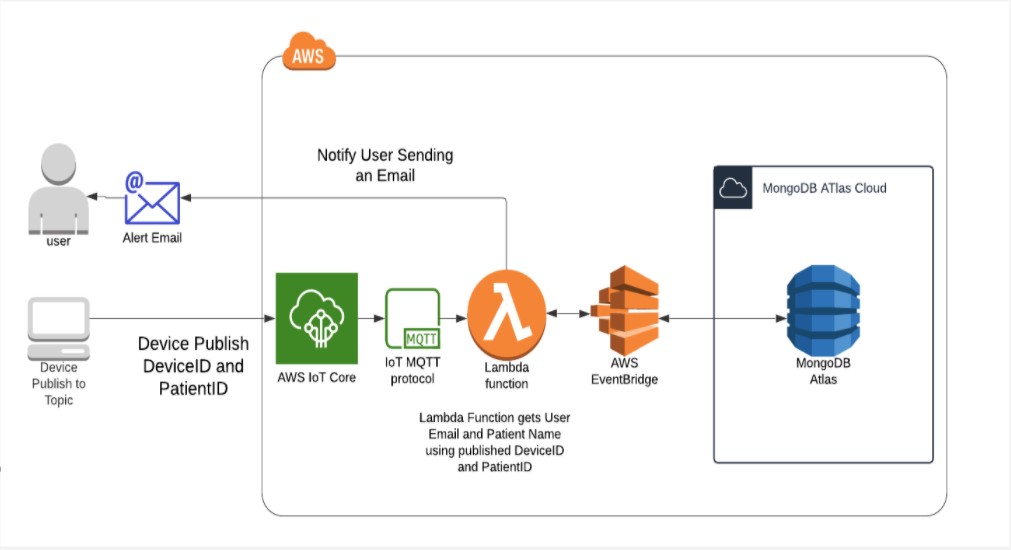 AWS
Notify User Sending
an Email
MongoDB ATlas Cloud
@
user
Alert Email
Device Publish
DeviceID and
PatientID
Device
Publish to
Topic
AWS IoT Core
MQTT
IoT MQTT
protocol
λ
Lambda
function
AWS
EventBridge
MongoDB
Atlas
Lambda Function gets User
Email and Patient Name
using published DeviceID
and PatientID